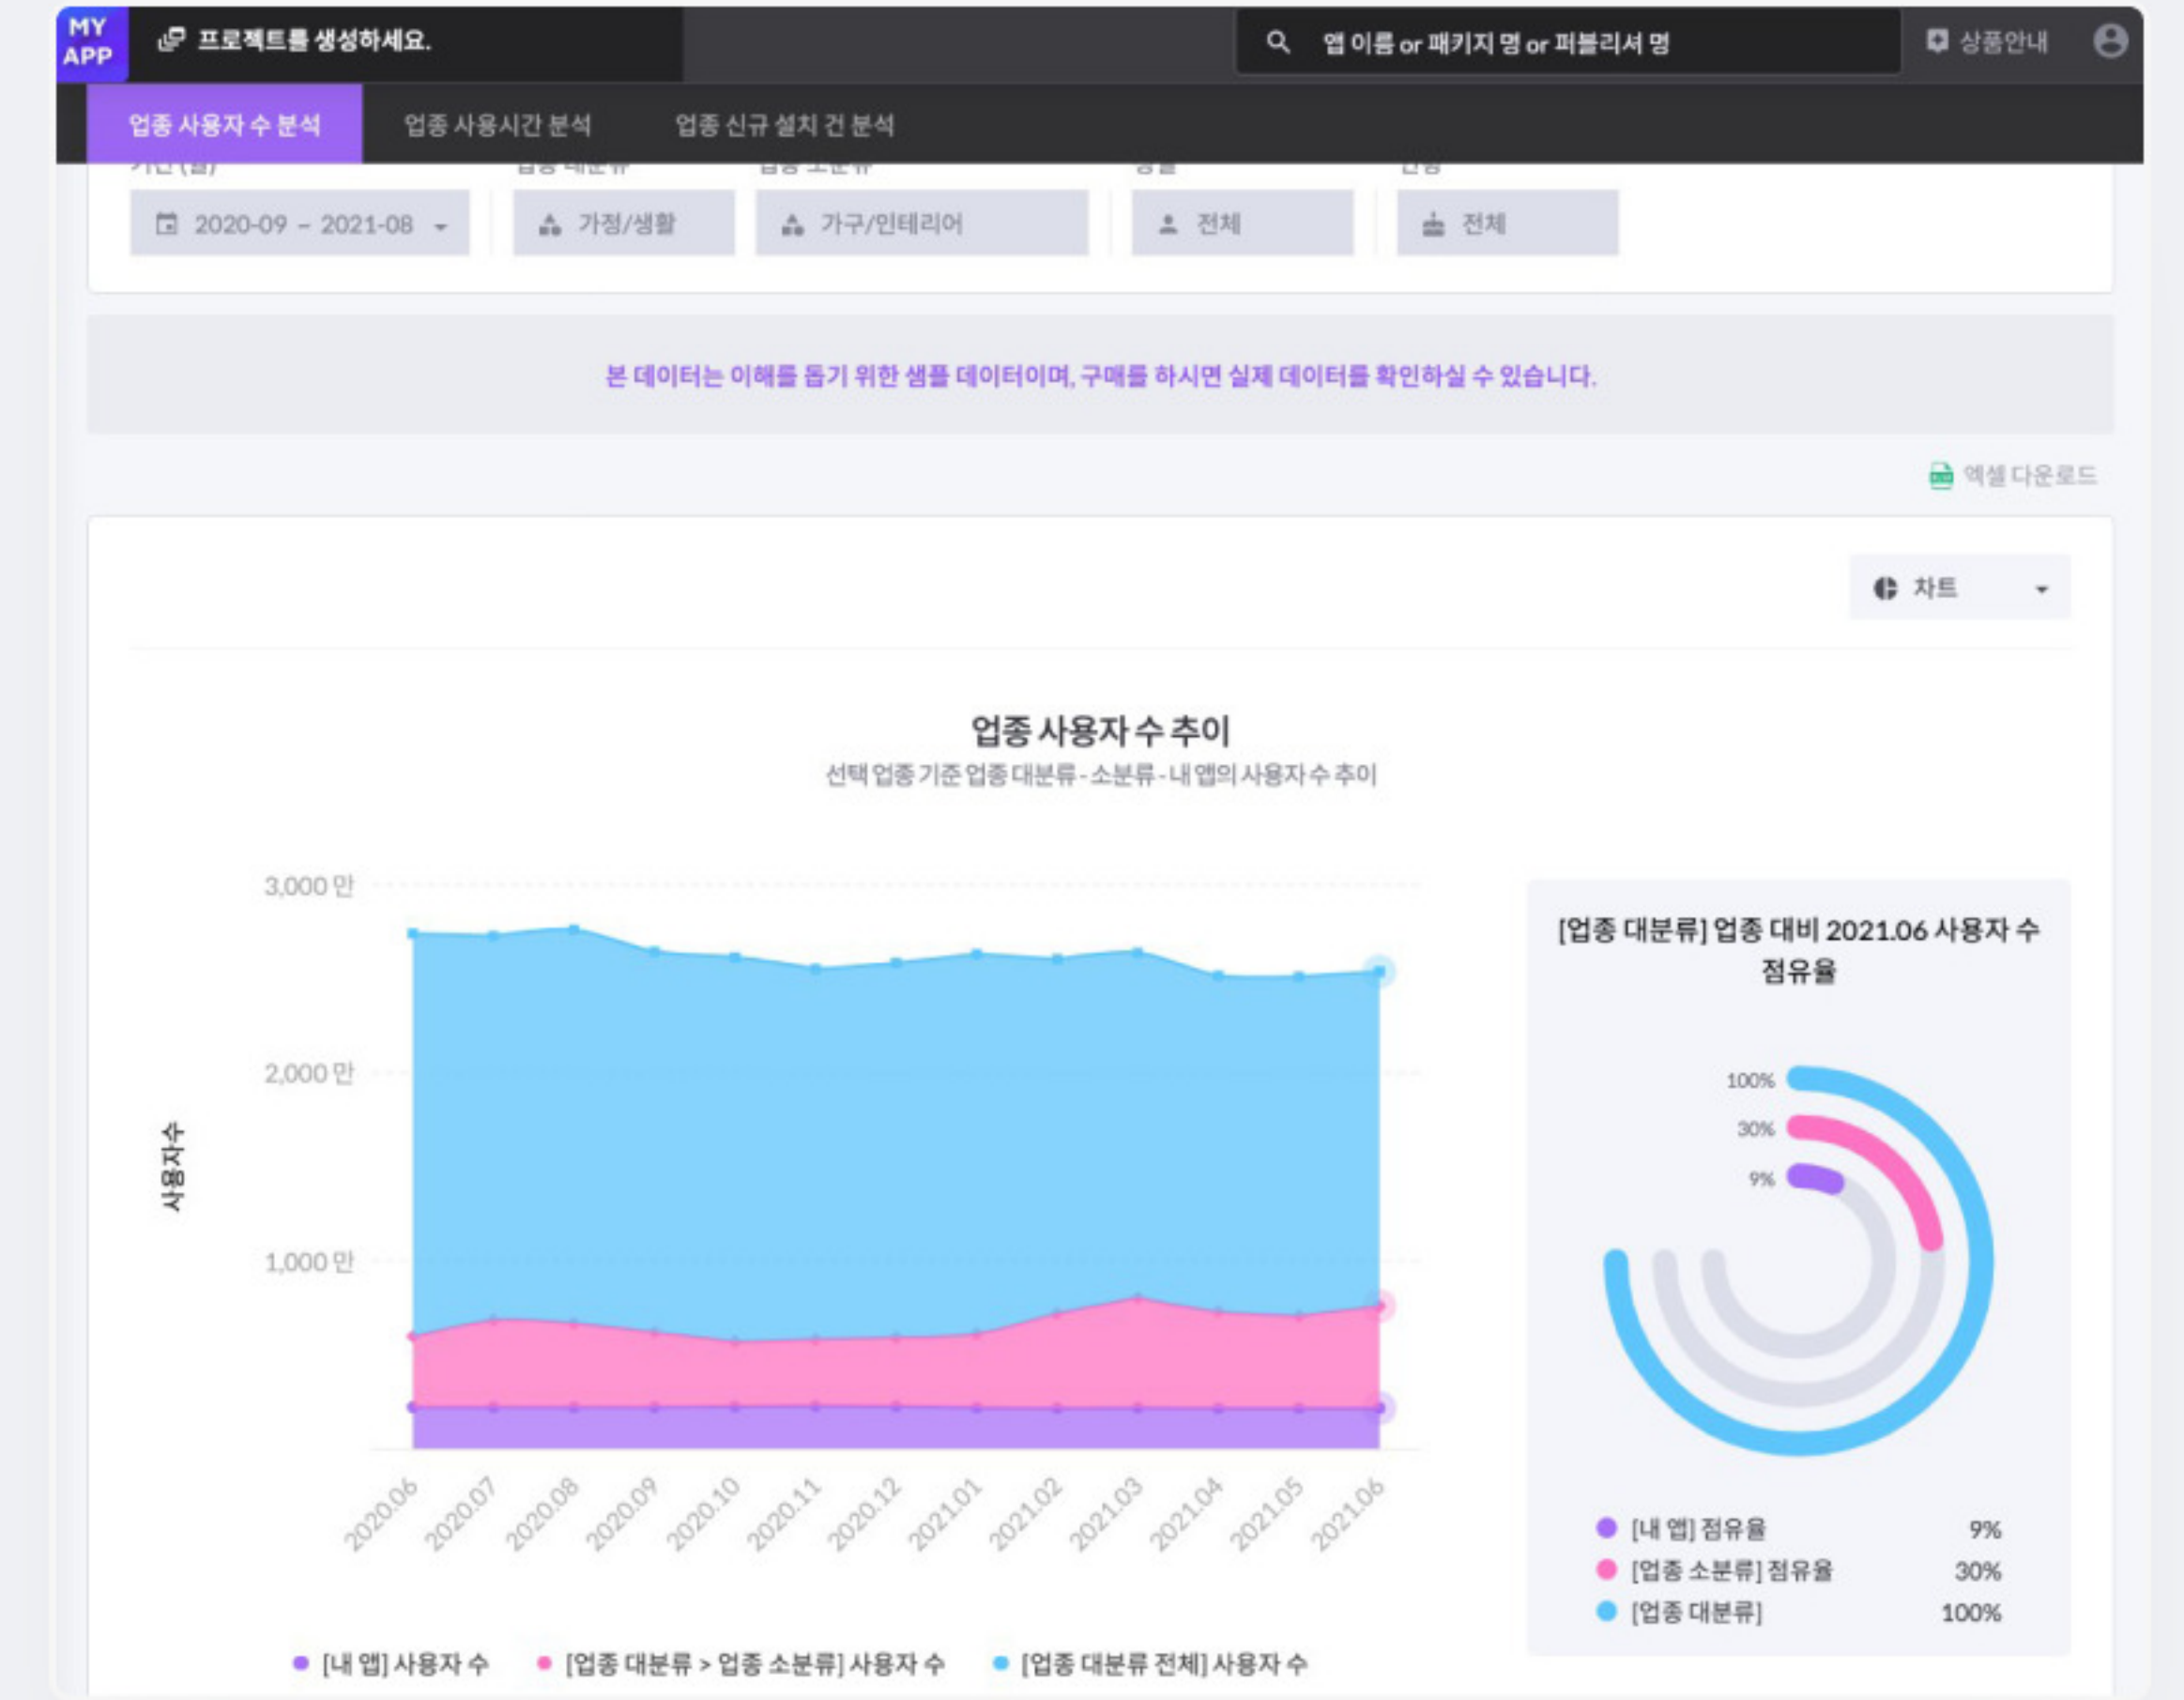 MY
APP
프로젝트를 생성하세요.
앱 이름 or 패키지 명 or 퍼블리셔 명
상품안내
업종 사용자 수 분석
업종 사용시간 분석
업종 신규 설치 건 분석
2020-09 ~ 2021-08
가정/생활
가구/인테리어
전체
전체
본 데이터는 이해를 돕기 위한 샘플 데이터이며, 구매를 하시면 실제 데이터를 확인하실 수 있습니다.
엑셀 다운로드
차트
업종 사용자 수 추이
선택 업종 기준 업종 대분류 - 소분류 - 내 앱의 사용자 수 추이
3,000 만
2,000 만
1,000 만
사용자수
2020.06
2020.07
2020.08
2020.09
2020.10
2020.11
2020.12
2021.01
2021.02
2021.03
2021.04
2021.05
2021.06
[내 앱] 사용자 수
[업종 대분류 > 업종 소분류] 사용자 수
[업종 대분류 전체] 사용자 수
[업종 대분류] 업종 대비 2021.06 사용자 수
점유율
100%
30%
9%
[내 앱] 점유율 9%
[업종 소분류] 점유율 30%
[업종 대분류] 100%